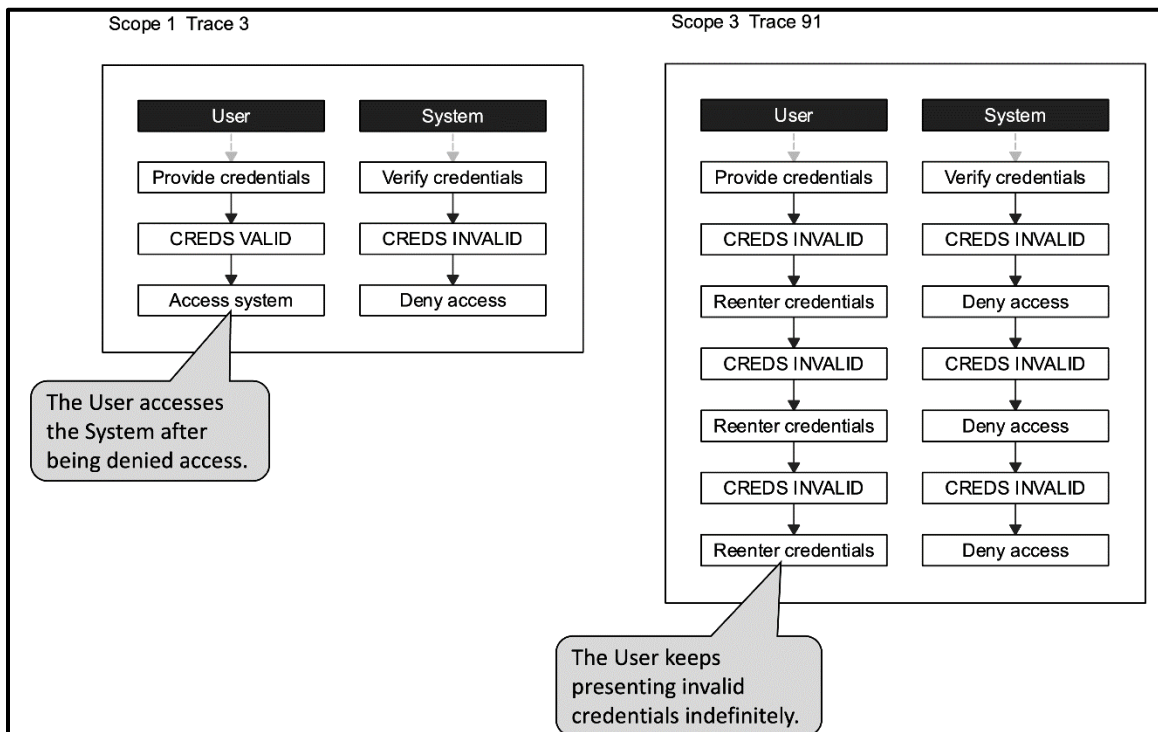 Scope 1 Trace 3
User
System
Provide credentials
Verify credentials
CREDS VALID
CREDS INVALID
Access system
Deny access
The User accesses
the System after
being denied access.
Scope 3 Trace 91
User
System
Provide credentials
Verify credentials
CREDS INVALID
CREDS INVALID
Reenter credentials
Deny access
CREDS INVALID
CREDS INVALID
Reenter credentials
Deny access
CREDS INVALID
CREDS INVALID
Reenter credentials
Deny access
The User keeps
presenting invalid
credentials indefinitely.